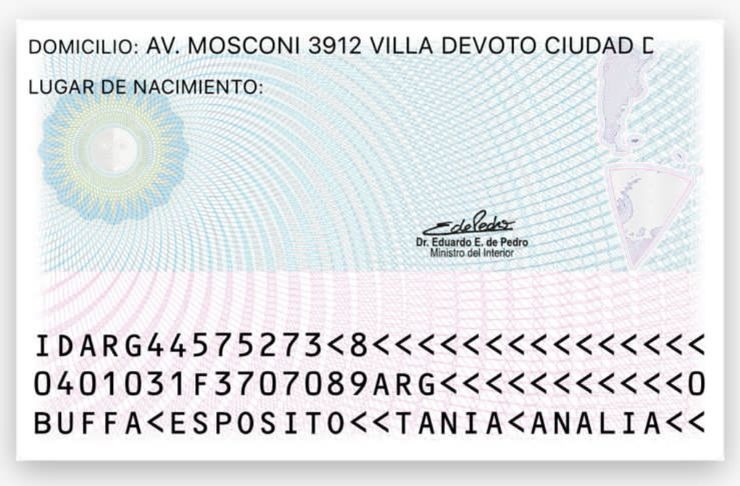 DOMICILIO: AV. MOSCONI 3912 VILLA DEVOTO CIUDAD D
LUGAR DE NACIMIENTO:
EdePedro
Dr. Eduardo E. de Pedro
Ministro del Interior
IDARG44575273<8<<<<<<<<<<<<<<<
0401031F3707089ARG<<<<<<<<<<<0
BUFFA<ESPOSITO<<TANIA<ANALIA<<